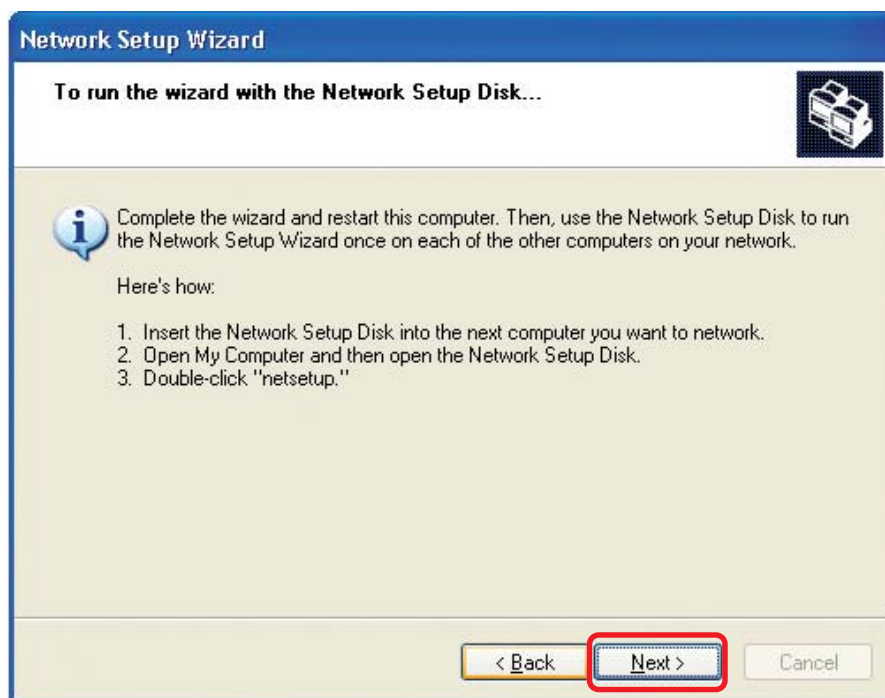 Network Setup Wizard
To run the wizard with the Network Setup Disk...
Complete the wizard and restart this computer. Then, use the Network Setup Disk to run
the Network Setup Wizard once on each of the other computers on your network.
Here's how:
1. Insert the Network Setup Disk into the next computer you want to network.
2. Open My Computer and then open the Network Setup Disk.
3. Double-click "netsetup."
< Back Next > Cancel